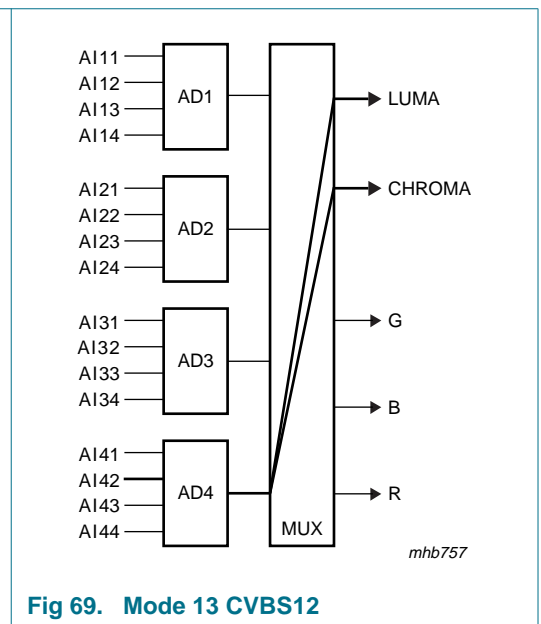 AI11
AI12
AI13
AI14
AD1
LUMA
CHROMA
AI21
AI22
AI23
AI24
AD2
G
AI31
AI32
AI33
AI34
AD3
B
AI41
AI42
AI43
AI44
AD4
R
MUX
mhb757
Fig 69. Mode 13 CVBS12